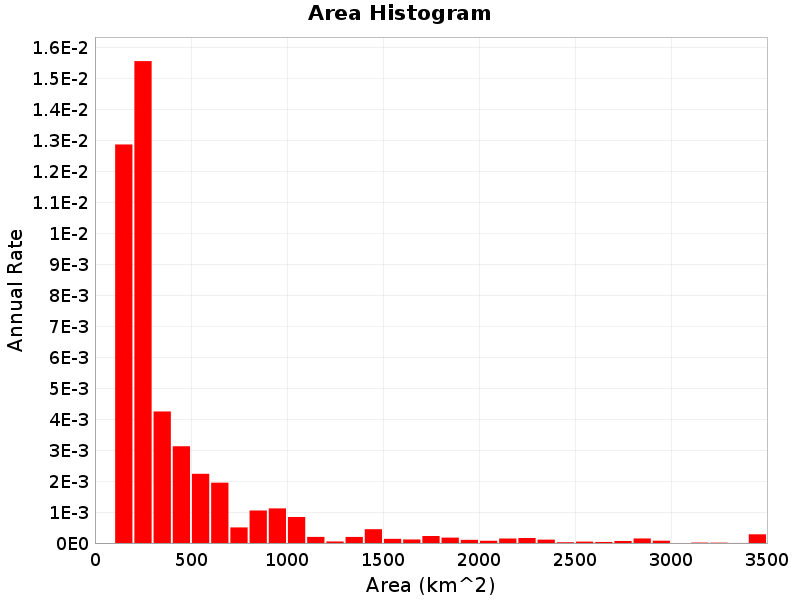 Area Histogram
1.6E-2
1.5E-2
1.4E-2
1.3E-2
1.2E-2
1.1E-2
1E-2
9E-3
8E-3
7E-3
6E-3
5E-3
4E-3
3E-3
2E-3
1E-3
0E0
Annual Rate
0 500 1000 1500 2000 2500 3000 3500
Area (km^2)